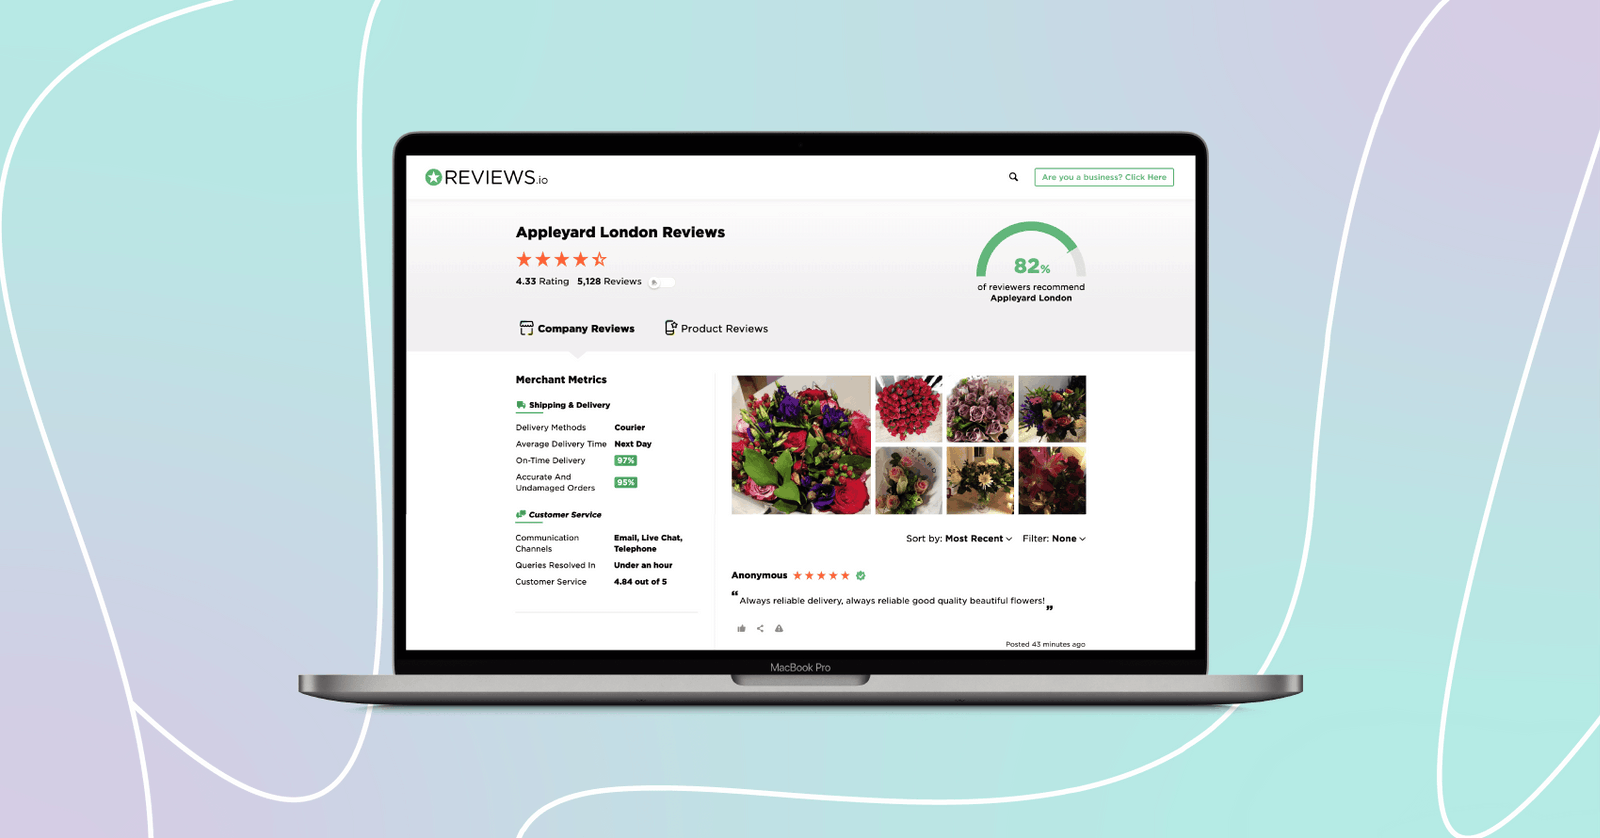 REVIEWS.io
Are you a business? Click Here
Appleyard London Reviews
4.33 Rating 5,128 Reviews
82%
of reviewers recommend
Appleyard London
Company Reviews
Product Reviews
Merchant Metrics
Shipping & Delivery
Delivery Methods Courier
Average Delivery Time Next Day
On-Time Delivery 97%
Accurate And
Undamaged Orders 95%
Customer Service
Communication
Channels
Email, Live Chat,
Telephone
Queries Resolved In Under an hour
Customer Service 4.84 out of 5
Sort by: Most Recent Filter: None
Anonymous
“Always reliable delivery, always reliable good quality beautiful flowers!”
Posted 43 minutes ago
MacBook Pro